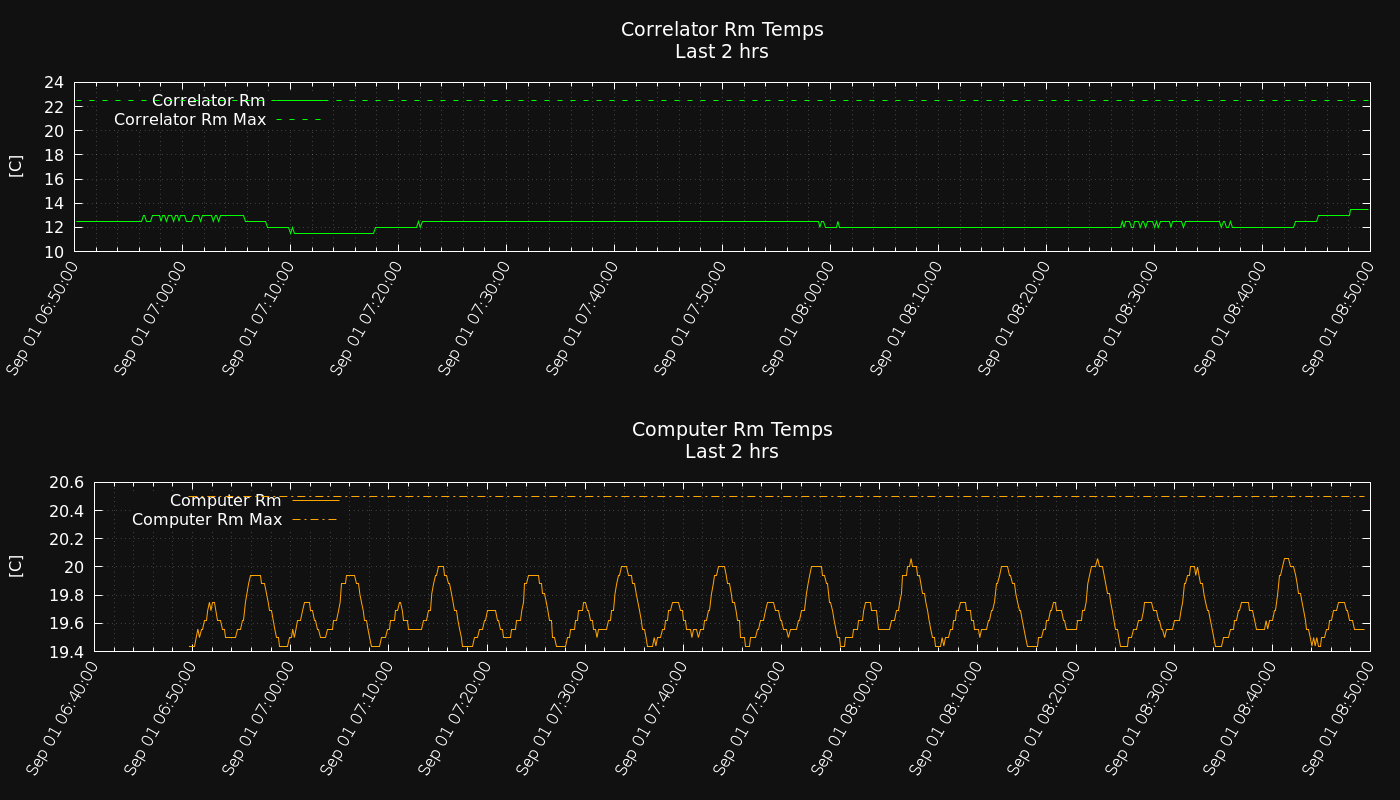 Correlator Rm Temps
Last 2 hrs
24
22
20
18
16
14
12
10
[C]
Correlator Rm
Correlator Rm Max
Sep 01 06:50:00
Sep 01 07:00:00
Sep 01 07:10:00
Sep 01 07:20:00
Sep 01 07:30:00
Sep 01 07:40:00
Sep 01 07:50:00
Sep 01 08:00:00
Sep 01 08:10:00
Sep 01 08:20:00
Sep 01 08:30:00
Sep 01 08:40:00
Sep 01 08:50:00
Computer Rm Temps
Last 2 hrs
20.6
20.4
20.2
20
19.8
19.6
19.4
[C]
Computer Rm
Computer Rm Max
Sep 01 06:40:00
Sep 01 06:50:00
Sep 01 07:00:00
Sep 01 07:10:00
Sep 01 07:20:00
Sep 01 07:30:00
Sep 01 07:40:00
Sep 01 07:50:00
Sep 01 08:00:00
Sep 01 08:10:00
Sep 01 08:20:00
Sep 01 08:30:00
Sep 01 08:40:00
Sep 01 08:50:00